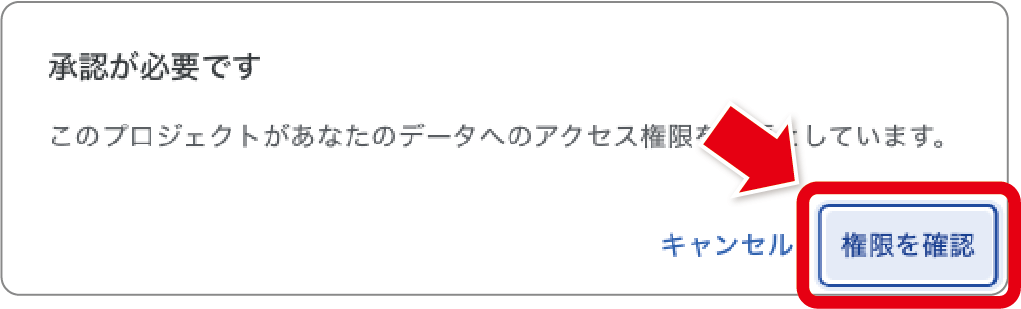 承認が必要です
このプロジェクトがあなたのデータへのアクセス権限を としています。
キャンセル
権限を確認